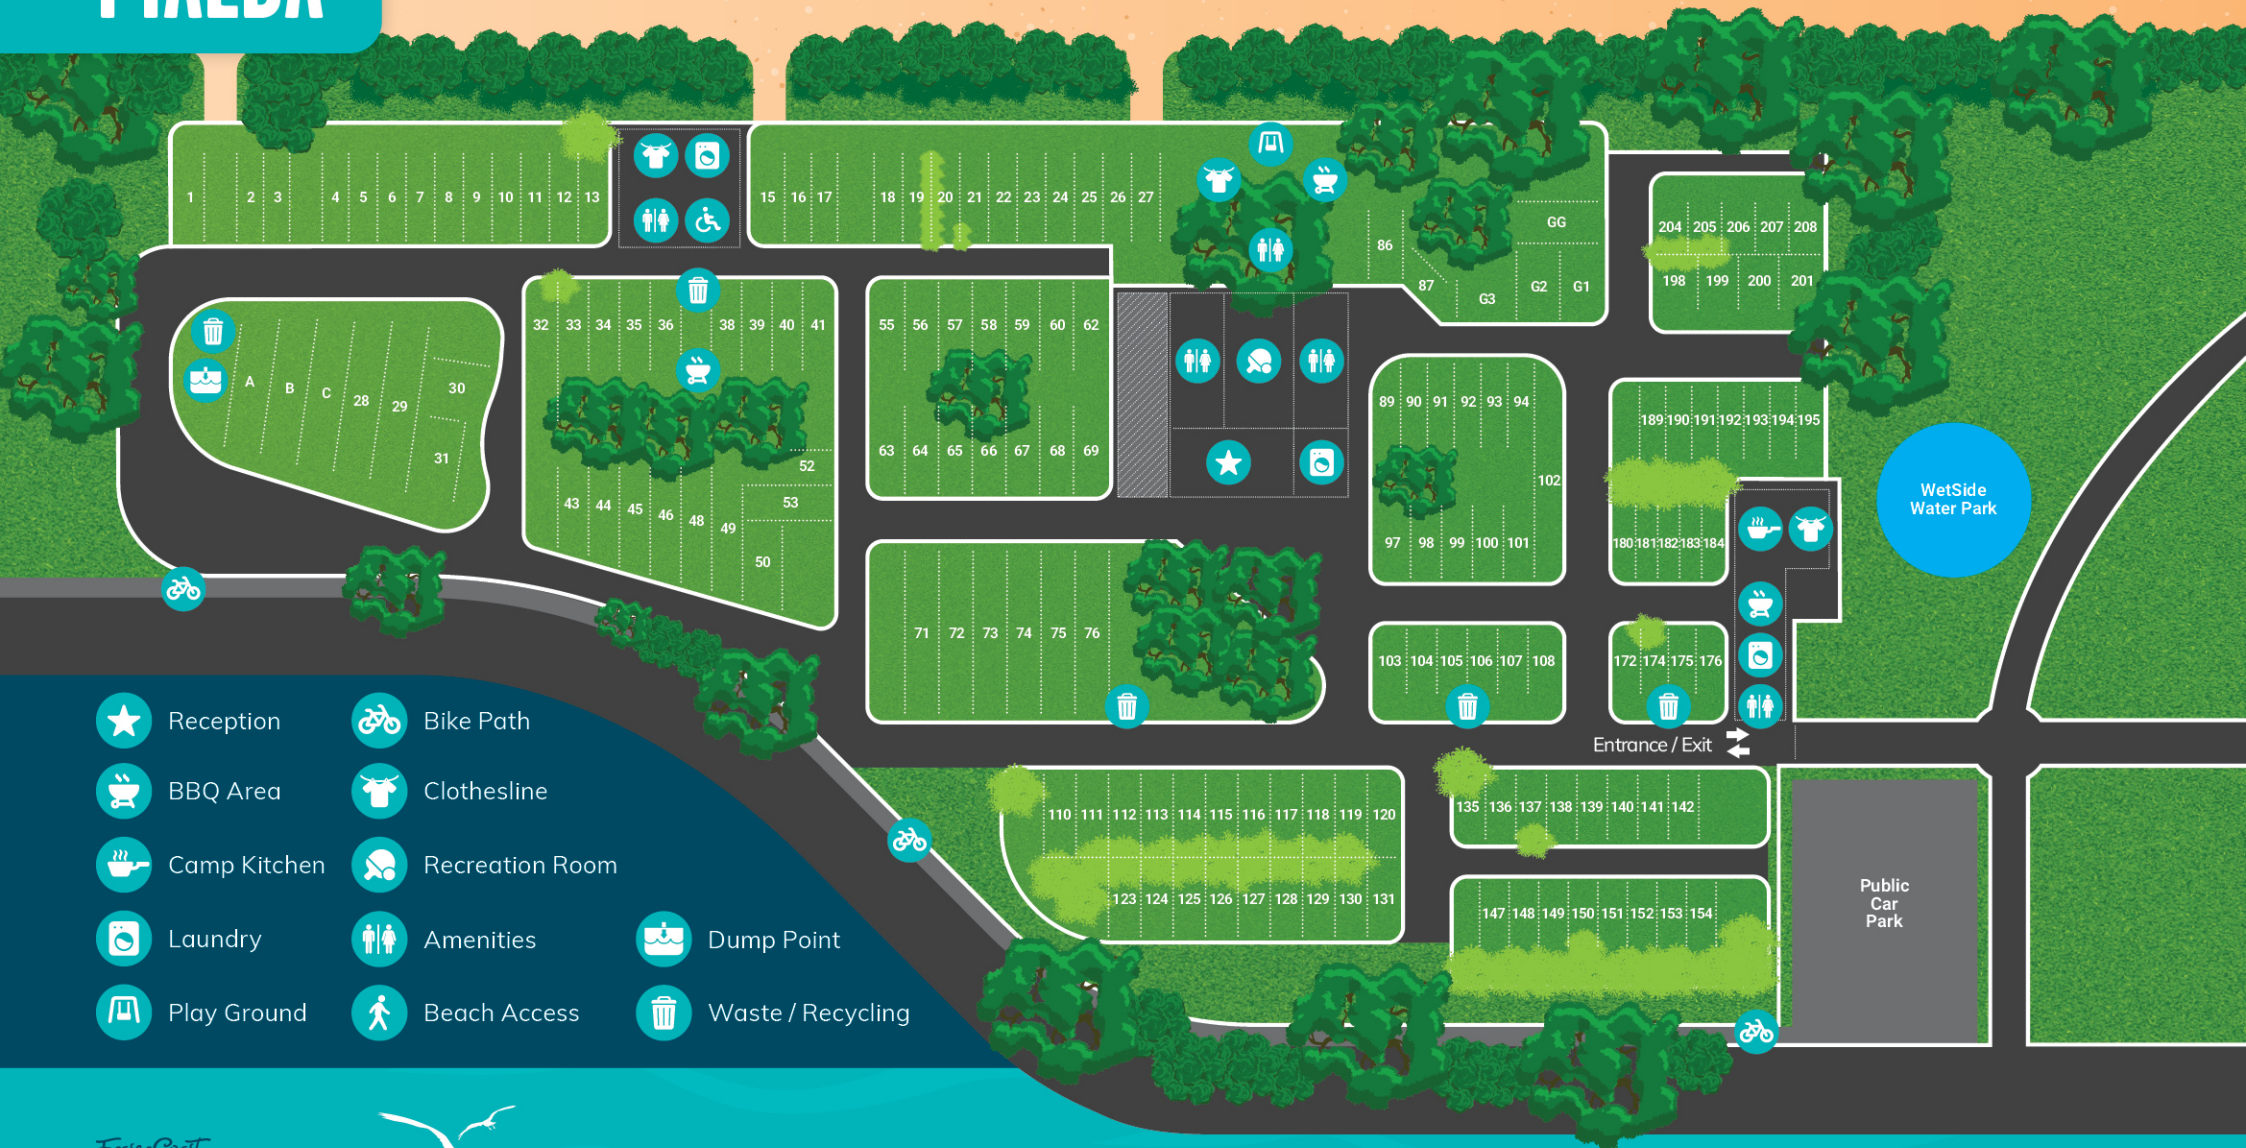 PIALBA
1 2 3 4 5 6 7 8 9 10 11 12 13
15 16 17 18 19 20 21 22 23 24 25 26 27
86
87
GG
G3 G2 G1
204 205 206 207 208
198 199 200 201
A B C 28 29 30
31
32 33 34 35 36 38 39 40 41
52
53
43 44 45 46 48 49 50
55 56 57 58 59 60 62
63 64 65 66 67 68 69
89 90 91 92 93 94
102
97 98 99 100 101
189 190 191 192 193 194 195
180 181 182 183 184
WetSide
Water Park
71 72 73 74 75 76
103 104 105 106 107 108
172 174 175 176
Entrance / Exit
110 111 112 113 114 115 116 117 118 119 120
123 124 125 126 127 128 129 130 131
135 136 137 138 139 140 141 142
147 148 149 150 151 152 153 154
Public
Car
Park
Reception
Bike Path
BBQ Area
Clothesline
Camp Kitchen
Recreation Room
Laundry
Amenities
Dump Point
Play Ground
Beach Access
Waste / Recycling